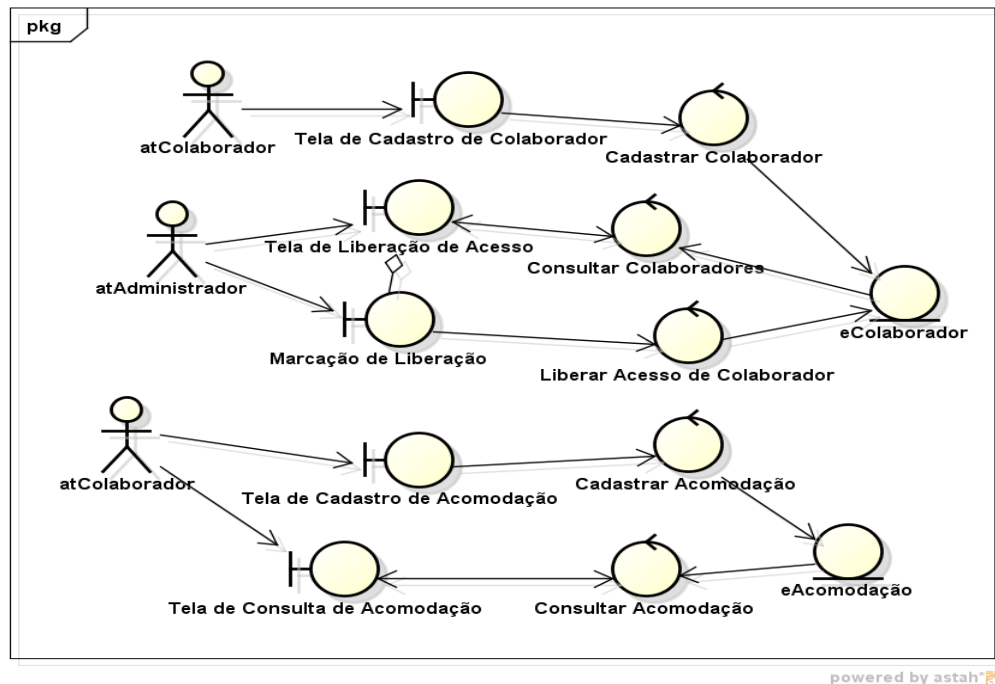 pkg
atColaborador
Tela de Cadastro de Colaborador
Cadastrar Colaborador
atAdministrador
Tela de Liberação de Acesso
Consultar Colaboradores
eColaborador
Marcação de Liberação
Liberar Acesso de Colaborador
atColaborador
Tela de Cadastro de Acomodação
Cadastrar Acomodação
Tela de Consulta de Acomodação
Consultar Acomodação
eAcomodação
powered by astah*